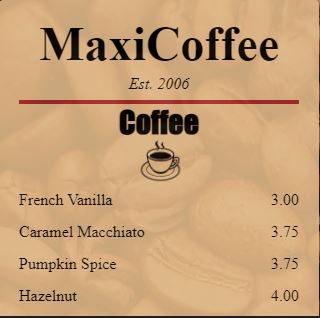 MaxiCoffee
Est. 2006
Coffee
French Vanilla 3.00
Caramel Macchiato 3.75
Pumpkin Spice 3.75
Hazelnut 4.00